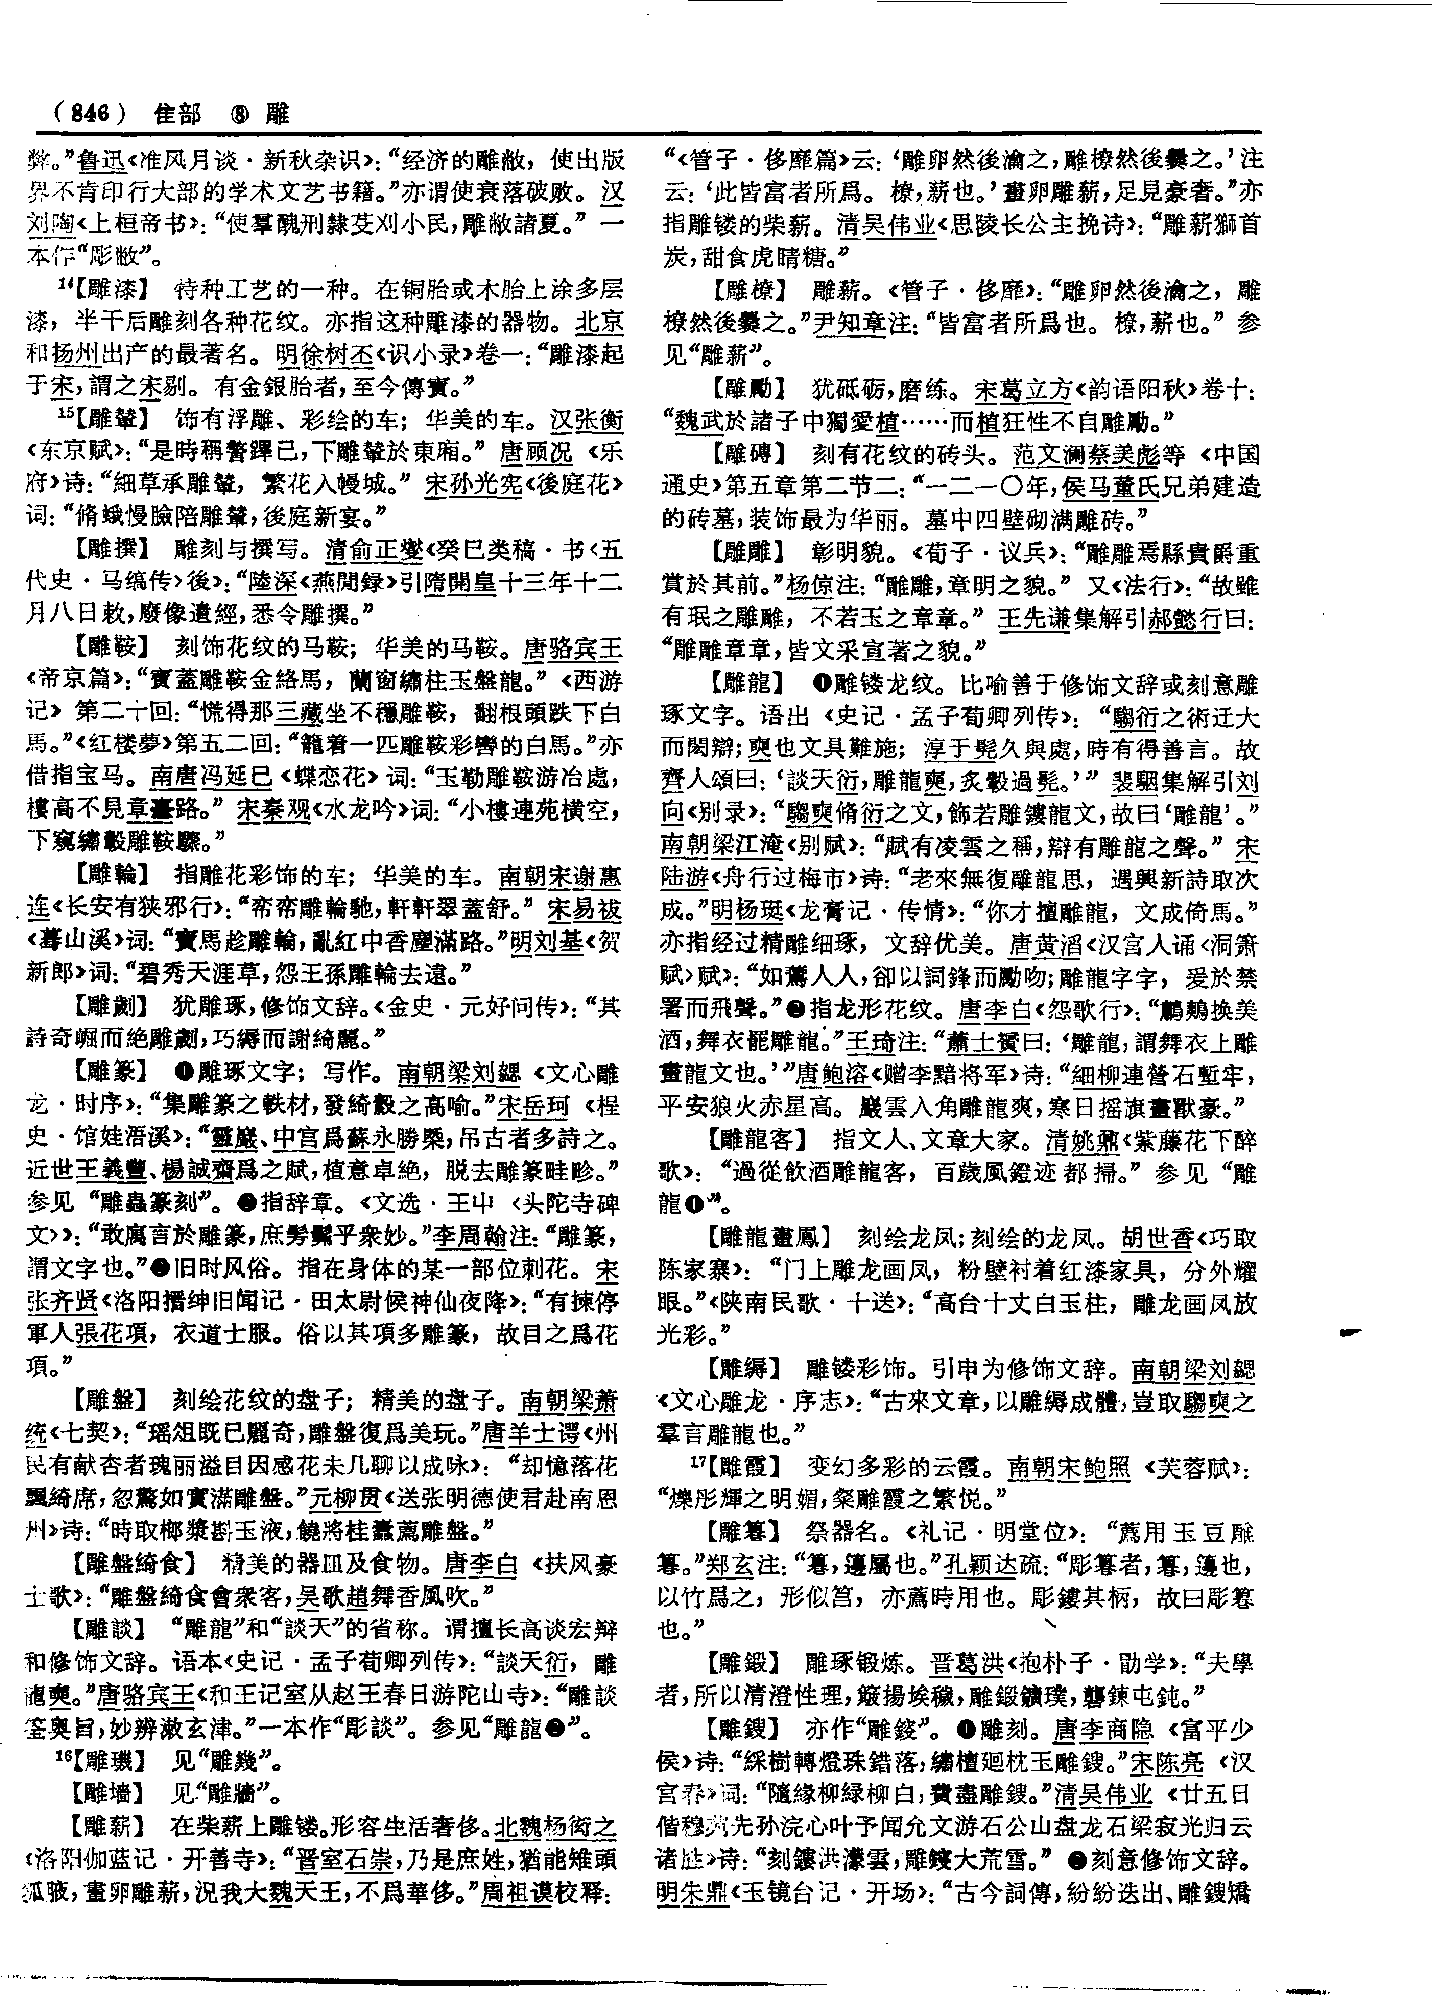 (846) 隹部 ⑧ 雕
弊。”鲁迅《准风月谈·新秋杂识》：“经济的雕敝，使出版
界不肯印行大部的学术文艺书籍。”亦谓使衰落破败。汉
刘陶《上桓帝书》：“使羣醜刑隸芟刈小民，雕敝諸夏。”一
本作“彫敝”。
14【雕漆】 特种工艺的一种。在铜胎或木胎上涂多层
漆，半干后雕刻各种花纹。亦指这种雕漆的器物。北京
和扬州出产的最著名。明徐树丕《识小录》卷一：“雕漆起
于宋，謂之宋剔。有金銀胎者，至今傳寳。”
15【雕輦】 饰有浮雕、彩绘的车；华美的车。汉张衡
《东京赋》：“是時稱警蹕已，下雕輦於東廂。”唐顾况《乐
府》诗：“細草承雕輦，繁花入幔城。”宋孙光宪《後庭花》
词：“脩蛾慢臉陪雕輦，後庭新宴。”
【雕撰】 雕刻与撰写。清俞正燮《癸巳类稿·书〈五
代史·马缟传〉後》：“陸深《燕閒録》引隋開皇十三年十二
月八日敕，廢像遺經，悉令雕撰。”
【雕鞍】 刻饰花纹的马鞍；华美的马鞍。唐骆宾王
《帝京篇》：“寳蓋雕鞍金絡馬，蘭窗繡柱玉盤龍。”《西游
记》第二十回：“慌得那三藏坐不穩雕鞍，翻根頭跌下白
馬。”《红楼夢》第五二回：“籠着一匹雕鞍彩轡的白馬。”亦
借指宝马。南唐冯延巳《蝶恋花》词：“玉勒雕鞍游冶處，
樓高不見章臺路。”宋秦观《水龙吟》词：“小樓連苑横空，
下窺繡轂雕鞍驟。”
【雕輪】 指雕花彩饰的车；华美的车。南朝宋谢惠
连《长安有狭邪行》：“帟帟雕輪馳，軒軒翠蓋舒。”宋易祓
《蓦山溪》词：“寳馬趁雕輪，亂紅中香塵滿路。”明刘基《贺
新郎》词：“碧秀天涯草，怨王孫雕輪去遠。”
【雕劌】 犹雕琢，修饰文辞。《金史·元好问传》：“其
詩奇崛而絶雕劌，巧縟而謝綺麗。”
【雕篆】 ❶雕琢文字；写作。南朝梁刘勰《文心雕
龙·时序》：“集雕篆之軼材，發綺縠之高喻。”宋岳珂《桯
史·馆娃浯溪》：“靈巖、中宫爲蘇永勝槩，吊古者多詩之。
近世王義豐、楊誠齋爲之賦，植意卓絶，脱去雕篆畦畛。”
参见“雕蟲篆刻”。❷指辞章。《文选·王屮〈头陀寺碑
文〉》：“敢寓言於雕篆，庶髣髴乎衆妙。”李周翰注：“雕篆，
謂文字也。”❸旧时风俗。指在身体的某一部位刺花。宋
张齐贤《洛阳搢绅旧闻记·田太尉候神仙夜降》：“有揀停
軍人張花項，衣道士服。俗以其項多雕篆，故目之爲花
項。”
【雕盤】 刻绘花纹的盘子；精美的盘子。南朝梁萧
统《七契》：“瑶俎既已麗奇，雕盤復爲美玩。”唐羊士谔《州
民有献杏者瑰丽溢目因感花未几聊以成咏》：“却憶落花
飄綺席，忽驚如實滿雕盤。”元柳贯《送张明德使君赴南恩
州》诗：“時取椰漿斟玉液，饒將桂蠹薦雕盤。”
【雕盤綺食】 精美的器皿及食物。唐李白《扶风豪
士歌》：“雕盤綺食會衆客，吴歌趙舞香風吹。”
【雕談】 “雕龍”和“談天”的省称。谓擅长高谈宏辩
和修饰文辞。语本《史记·孟子荀卿列传》：“談天衍，雕
龍奭。”唐骆宾王《和王记室从赵王春日游陀山寺》：“雕談
筌奥旨，妙辨漱玄津。”一本作“彫談”。参见“雕龍❷”。
16【雕璣】 见“雕幾”。
【雕墙】 见“雕牆”。
【雕薪】 在柴薪上雕镂。形容生活奢侈。北魏杨衒之
《洛阳伽蓝记·开善寺》：“晋室石崇，乃是庶姓，猶能雉頭
狐腋，畫卵雕薪，況我大魏天王，不爲華侈。”周祖谟校释：
“《管子·侈靡篇》云：‘雕卵然後瀹之，雕橑然後爨之。’注
云：‘此皆富者所爲。橑，薪也。’畫卵雕薪，足見豪奢。”亦
指雕镂的柴薪。清吴伟业《思陵长公主挽诗》：“雕薪獅首
炭，甜食虎睛糖。”
【雕橑】 雕薪。《管子·侈靡》：“雕卵然後瀹之，雕
橑然後爨之。”尹知章注：“皆富者所爲也。橑，薪也。”参
见“雕薪”。
【雕勵】 犹砥砺，磨练。宋葛立方《韵语阳秋》卷十：
“魏武於諸子中獨愛植……而植狂性不自雕勵。”
【雕磚】 刻有花纹的砖头。范文澜蔡美彪等《中国
通史》第五章第二节二：“一二一〇年，侯马董氏兄弟建造
的砖墓，装饰最为华丽。墓中四壁砌满雕砖。”
【雕雕】 彰明貌。《荀子·议兵》：“雕雕焉縣貴爵重
賞於其前。”杨倞注：“雕雕，章明之貌。”又《法行》：“故雖
有珉之雕雕，不若玉之章章。”王先谦集解引郝懿行曰：
“雕雕章章，皆文采宣著之貌。”
【雕龍】 ❶雕镂龙纹。比喻善于修饰文辞或刻意雕
琢文字。语出《史记·孟子荀卿列传》：“騶衍之術迂大
而閎辯；奭也文具難施；淳于髡久與處，時有得善言。故
齊人頌曰：‘談天衍，雕龍奭，炙轂過髡。’”裴駰集解引刘
向《别录》：“騶奭脩衍之文，飾若雕鏤龍文，故曰‘雕龍’。”
南朝梁江淹《别赋》：“賦有凌雲之稱，辯有雕龍之聲。”宋
陆游《舟行过梅市》诗：“老來無復雕龍思，遇興新詩取次
成。”明杨珽《龙膏记·传情》：“你才擅雕龍，文成倚馬。”
亦指经过精雕细琢，文辞优美。唐黄滔《汉宫人诵〈洞箫
赋〉赋》：“如鶯人人，卻以詞鋒而勵吻；雕龍字字，爰於禁
署而飛聲。”❷指龙形花纹。唐李白《怨歌行》：“鷫鸘换美
酒，舞衣罷雕龍。”王琦注：“蕭士贇曰：‘雕龍，謂舞衣上雕
畫龍文也。’”唐鲍溶《赠李黯将军》诗：“細柳連營石塹牢，
平安狼火赤星高。巖雲入角雕龍爽，寒日摇旗畫獸豪。”
【雕龍客】 指文人、文章大家。清姚鼐《紫藤花下醉
歌》：“過從飲酒雕龍客，百歲風鐙迹都掃。”参见“雕
龍❶”。
【雕龍畫鳳】 刻绘龙凤；刻绘的龙凤。胡世香《巧取
陈家寨》：“门上雕龙画凤，粉壁衬着红漆家具，分外耀
眼。”《陕南民歌·十送》：“高台十丈白玉柱，雕龙画凤放
光彩。”
【雕縟】 雕镂彩饰。引申为修饰文辞。南朝梁刘勰
《文心雕龙·序志》：“古來文章，以雕縟成體，豈取騶奭之
羣言雕龍也。”
17【雕霞】 变幻多彩的云霞。南朝宋鲍照《芙蓉赋》：
“爍彤輝之明媚，粲雕霞之繁悦。”
【雕篹】 祭器名。《礼记·明堂位》：“薦用玉豆雕
篹。”郑玄注：“篹，籩屬也。”孔颖达疏：“彫篹者，篹，籩也，
以竹爲之，形似筥，亦薦時用也。彫鏤其柄，故曰彫篹
也。”
【雕鍛】 雕琢锻炼。晋葛洪《抱朴子·勖学》：“夫學
者，所以清澄性理，簸揚埃穢，雕鍛鑛璞，礱鍊屯鈍。”
【雕鎪】 亦作“雕鋑”。❶雕刻。唐李商隐《富平少
侯》诗：“綵樹轉燈珠錯落，繡檀廻枕玉雕鎪。”宋陈亮《汉
宫春》词：“隨緣柳緑柳白，費盡雕鎪。”清吴伟业《廿五日
偕穆苑先孙浣心叶予闻允文游石公山盘龙石梁寂光归云
诸胜》诗：“刻鏤洪濛雲，雕鎪大荒雪。”❷刻意修饰文辞。
明朱鼎《玉镜台记·开场》：“古今詞傳，紛紛迭出、雕鎪矯